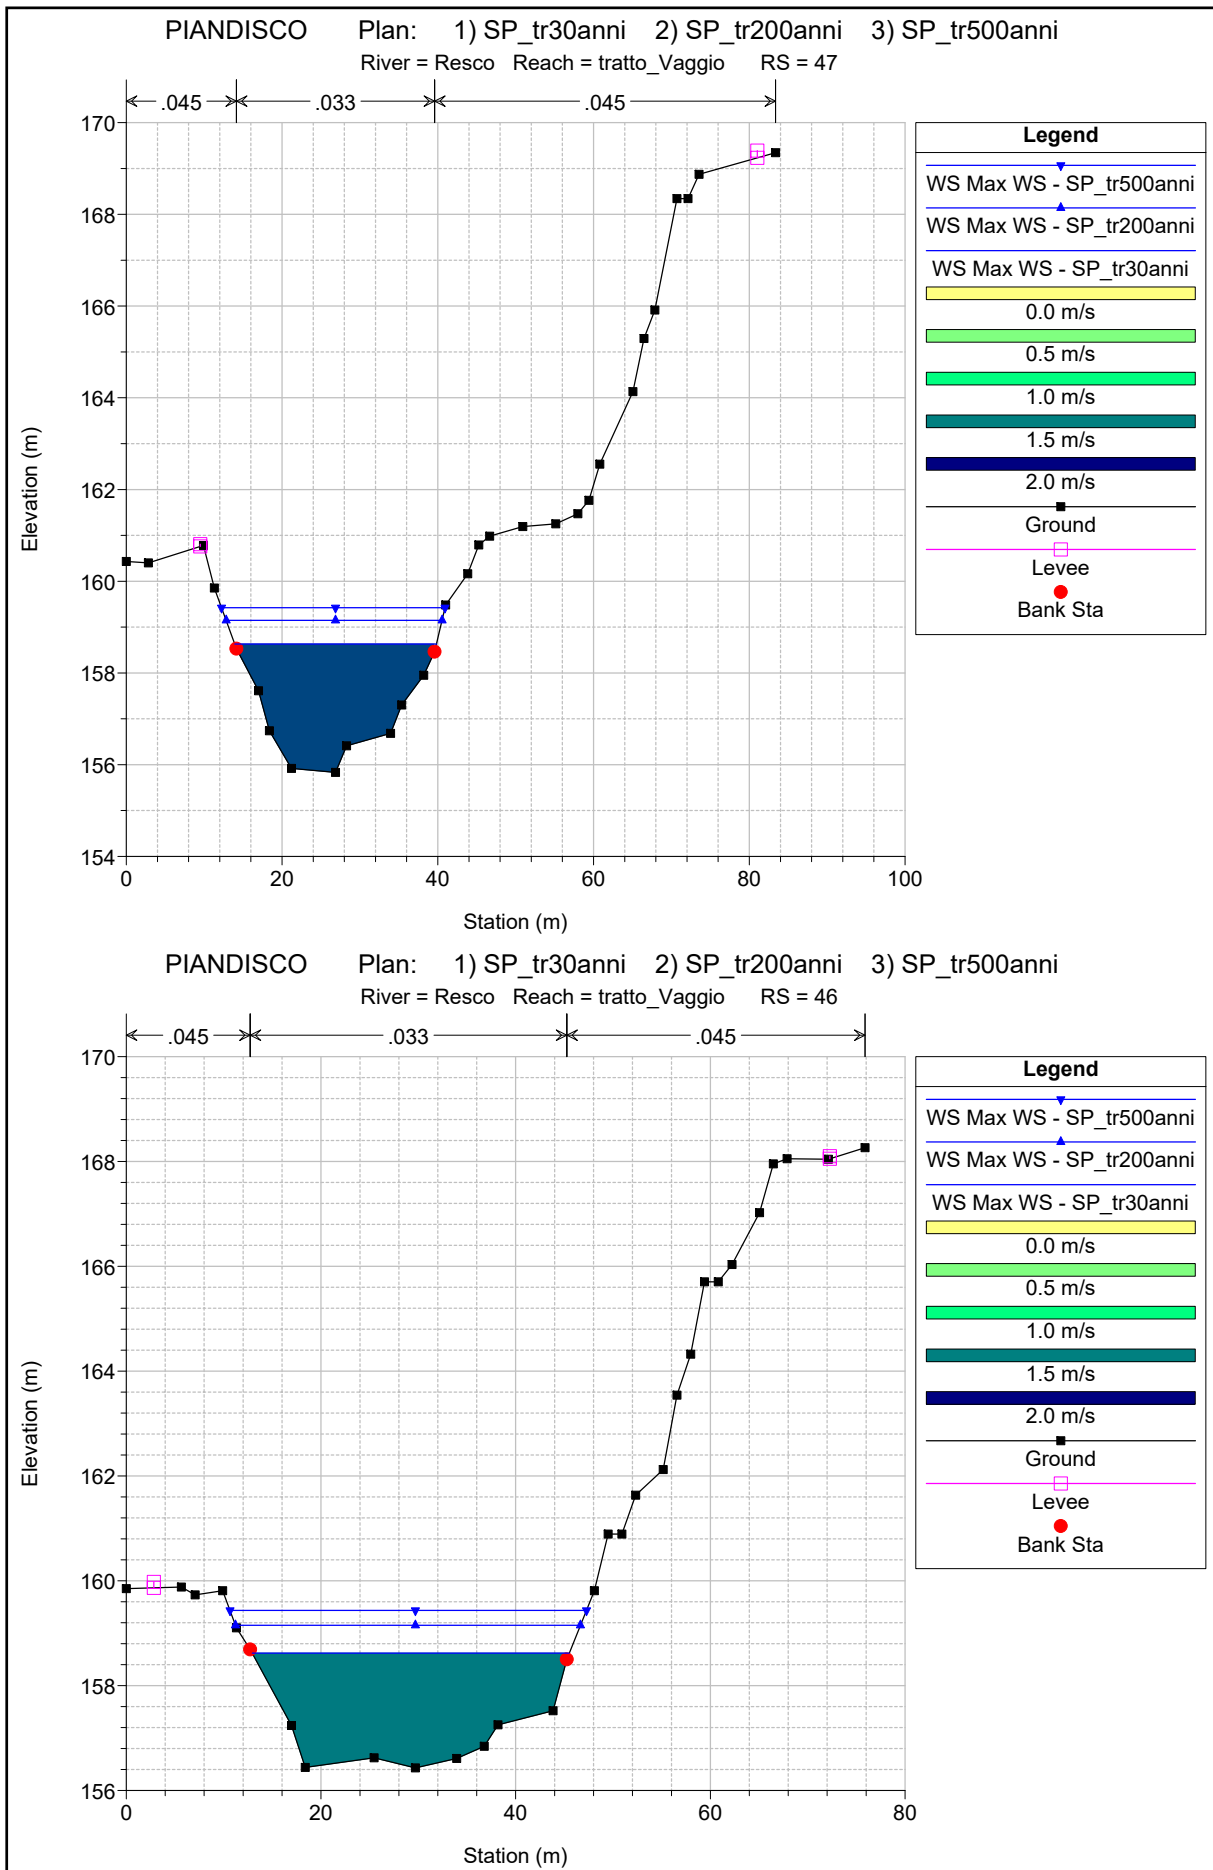 PIANDISCO Plan: 1) SP_tr30anni 2) SP_tr200anni 3) SP_tr500anni
River = Resco Reach = tratto_Vaggio RS = 47
.045 .033 .045
170
168
166
164
162
160
158
156
154
0 20 40 60 80 100
Elevation (m)
Station (m)
Legend
WS Max WS - SP_tr500anni
WS Max WS - SP_tr200anni
WS Max WS - SP_tr30anni
0.0 m/s
0.5 m/s
1.0 m/s
1.5 m/s
2.0 m/s
Ground
Levee
Bank Sta
PIANDISCO Plan: 1) SP_tr30anni 2) SP_tr200anni 3) SP_tr500anni
River = Resco Reach = tratto_Vaggio RS = 46
.045 .033 .045
170
168
166
164
162
160
158
156
0 20 40 60 80
Elevation (m)
Station (m)
Legend
WS Max WS - SP_tr500anni
WS Max WS - SP_tr200anni
WS Max WS - SP_tr30anni
0.0 m/s
0.5 m/s
1.0 m/s
1.5 m/s
2.0 m/s
Ground
Levee
Bank Sta